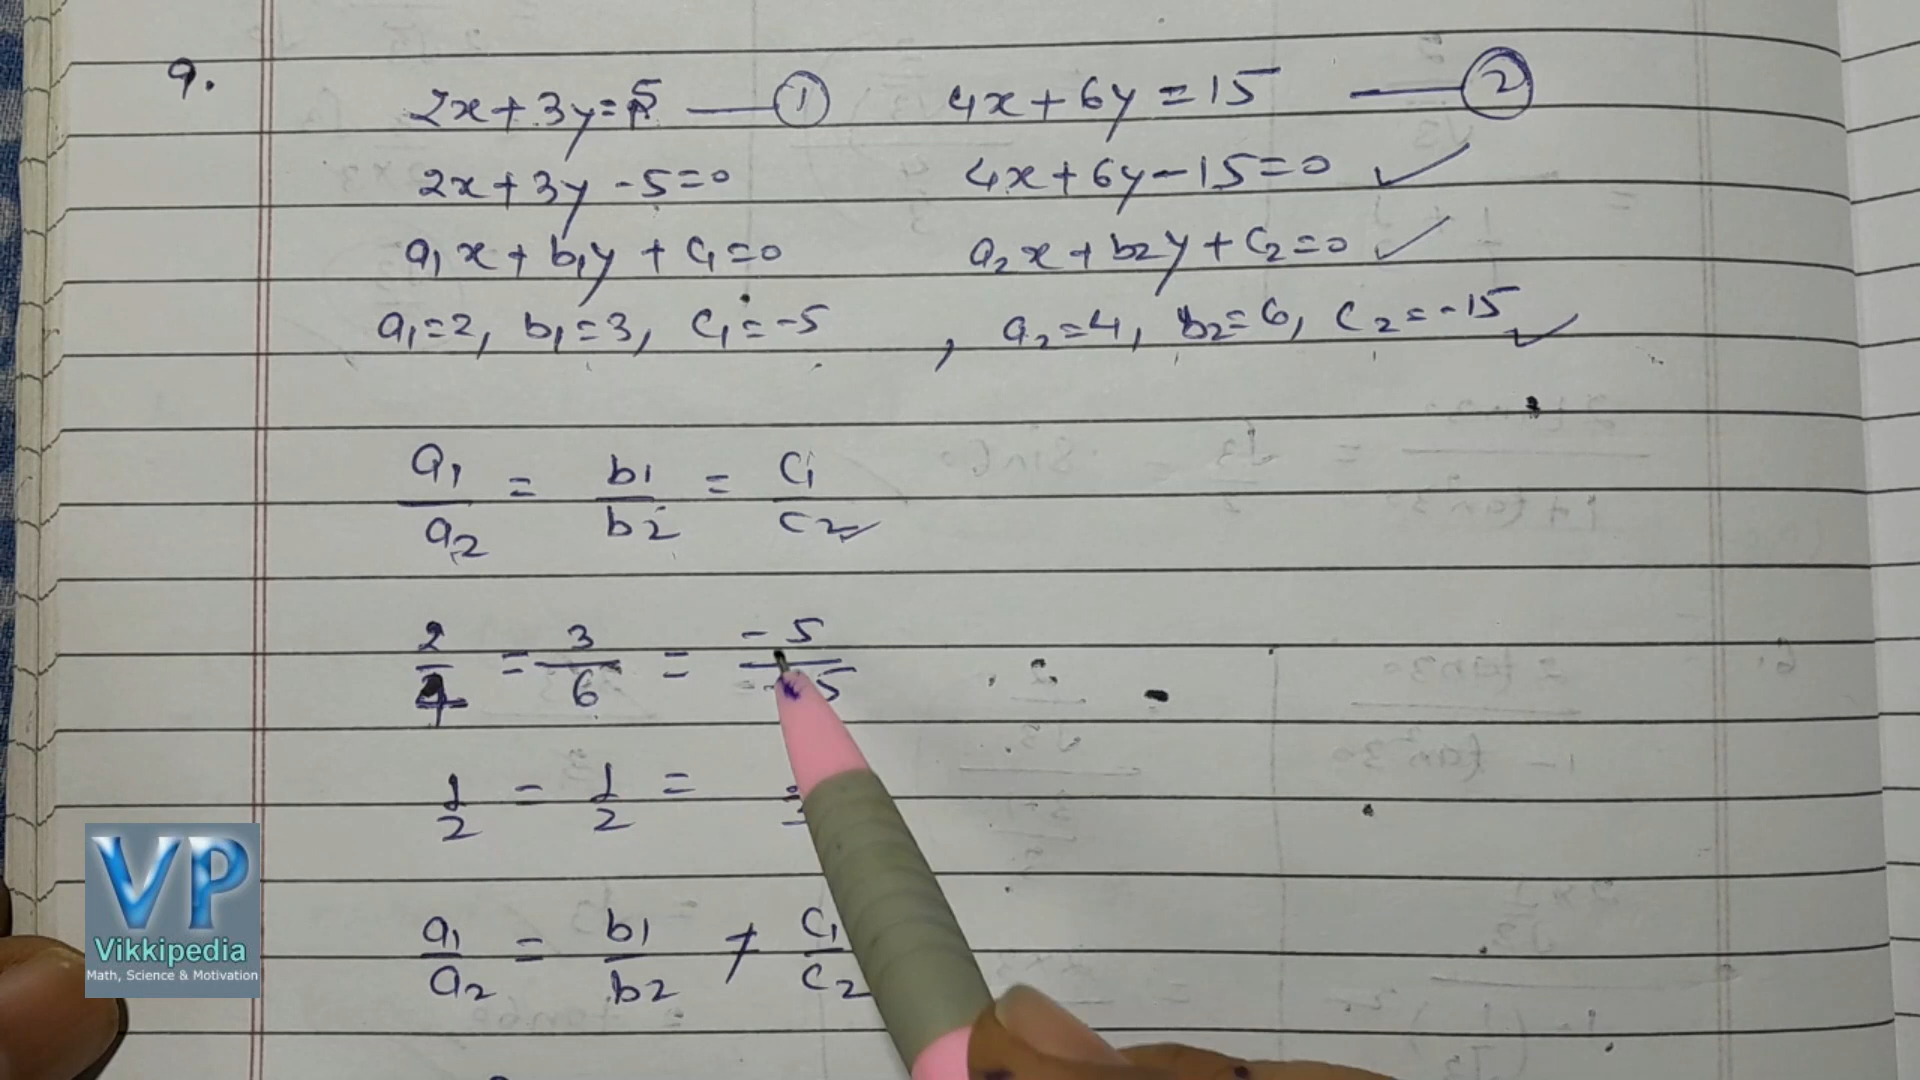 9.
2x+3y=5 — ① 4x+6y=15 — ②
2x+3y-5=0 4x+6y-15=0 ✓
a₁x+b₁y+c₁=0 a₂x+b₂y+c₂=0 ✓
a₁=2, b₁=3, c₁=-5 , a₂=4, b₂=6, c₂=-15 ✓
a₁/a₂ = b₁/b₂ = c₁/c₂
2/4 = 3/6 = -5/-15
1/2 = 1/2 =
a₁/a₂ = b₁/b₂ ≠ c₁/c₂
VP
Vikkipedia
Math, Science & Motivation